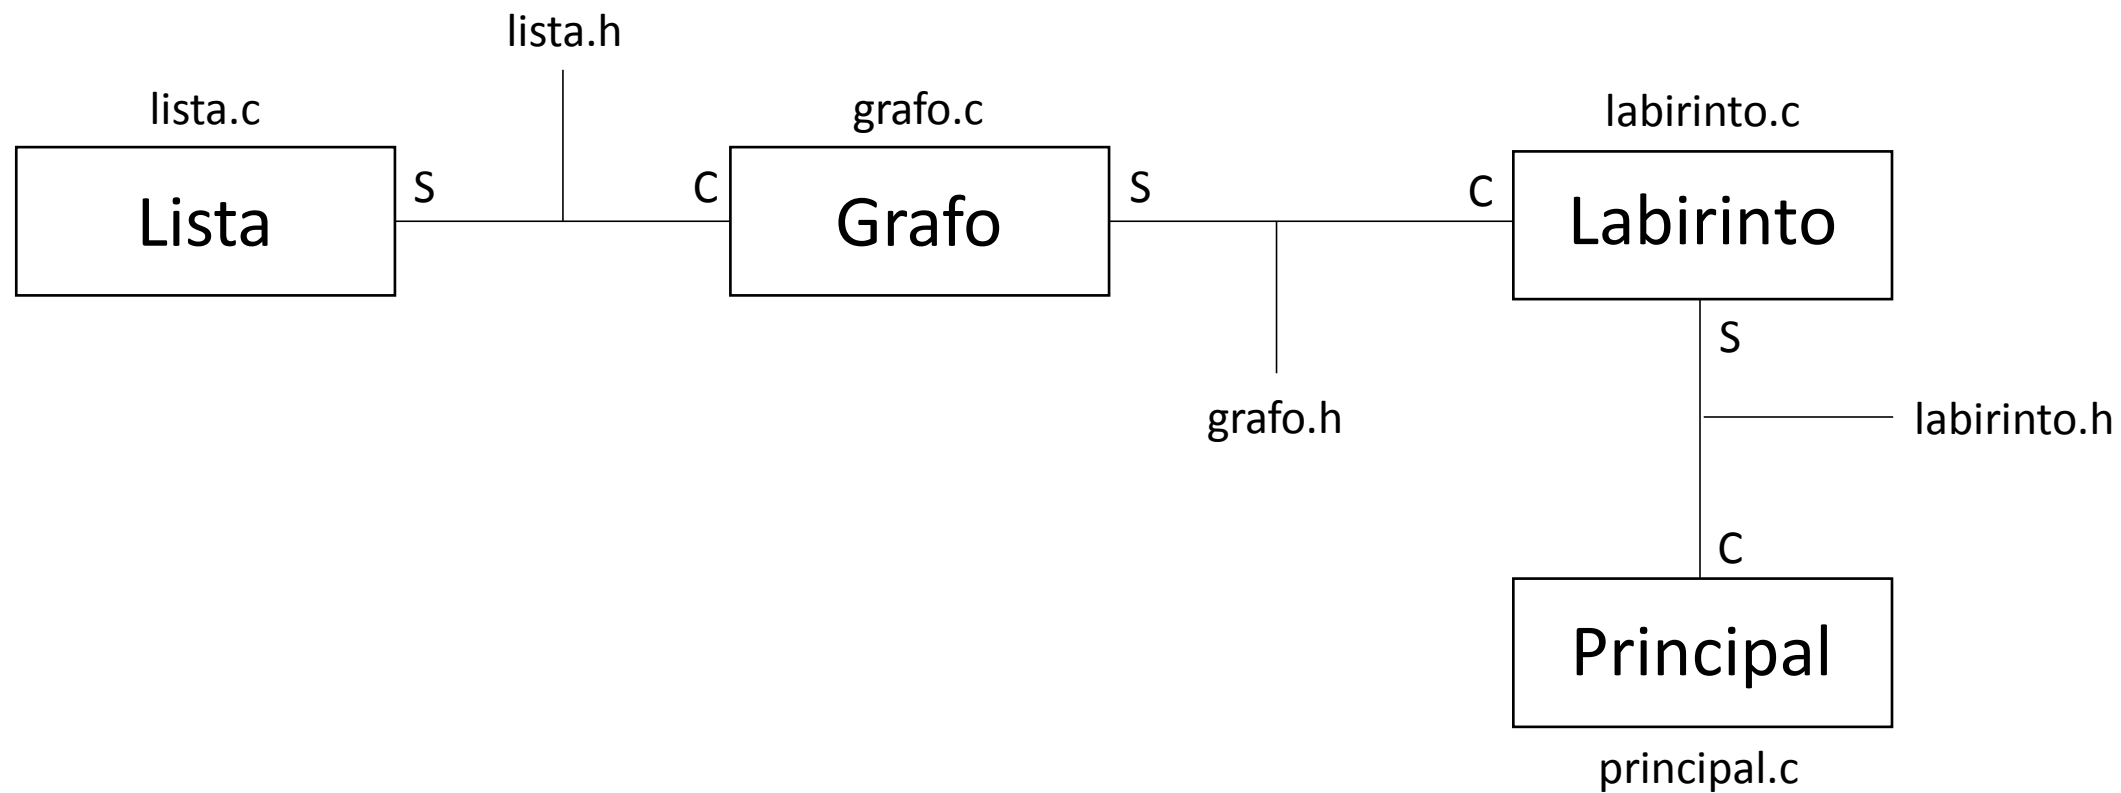 lista.h
lista.c
grafo.c
labirinto.c
S
C
S
C
Lista
Grafo
Labirinto
S
grafo.h
labirinto.h
C
Principal
principal.c